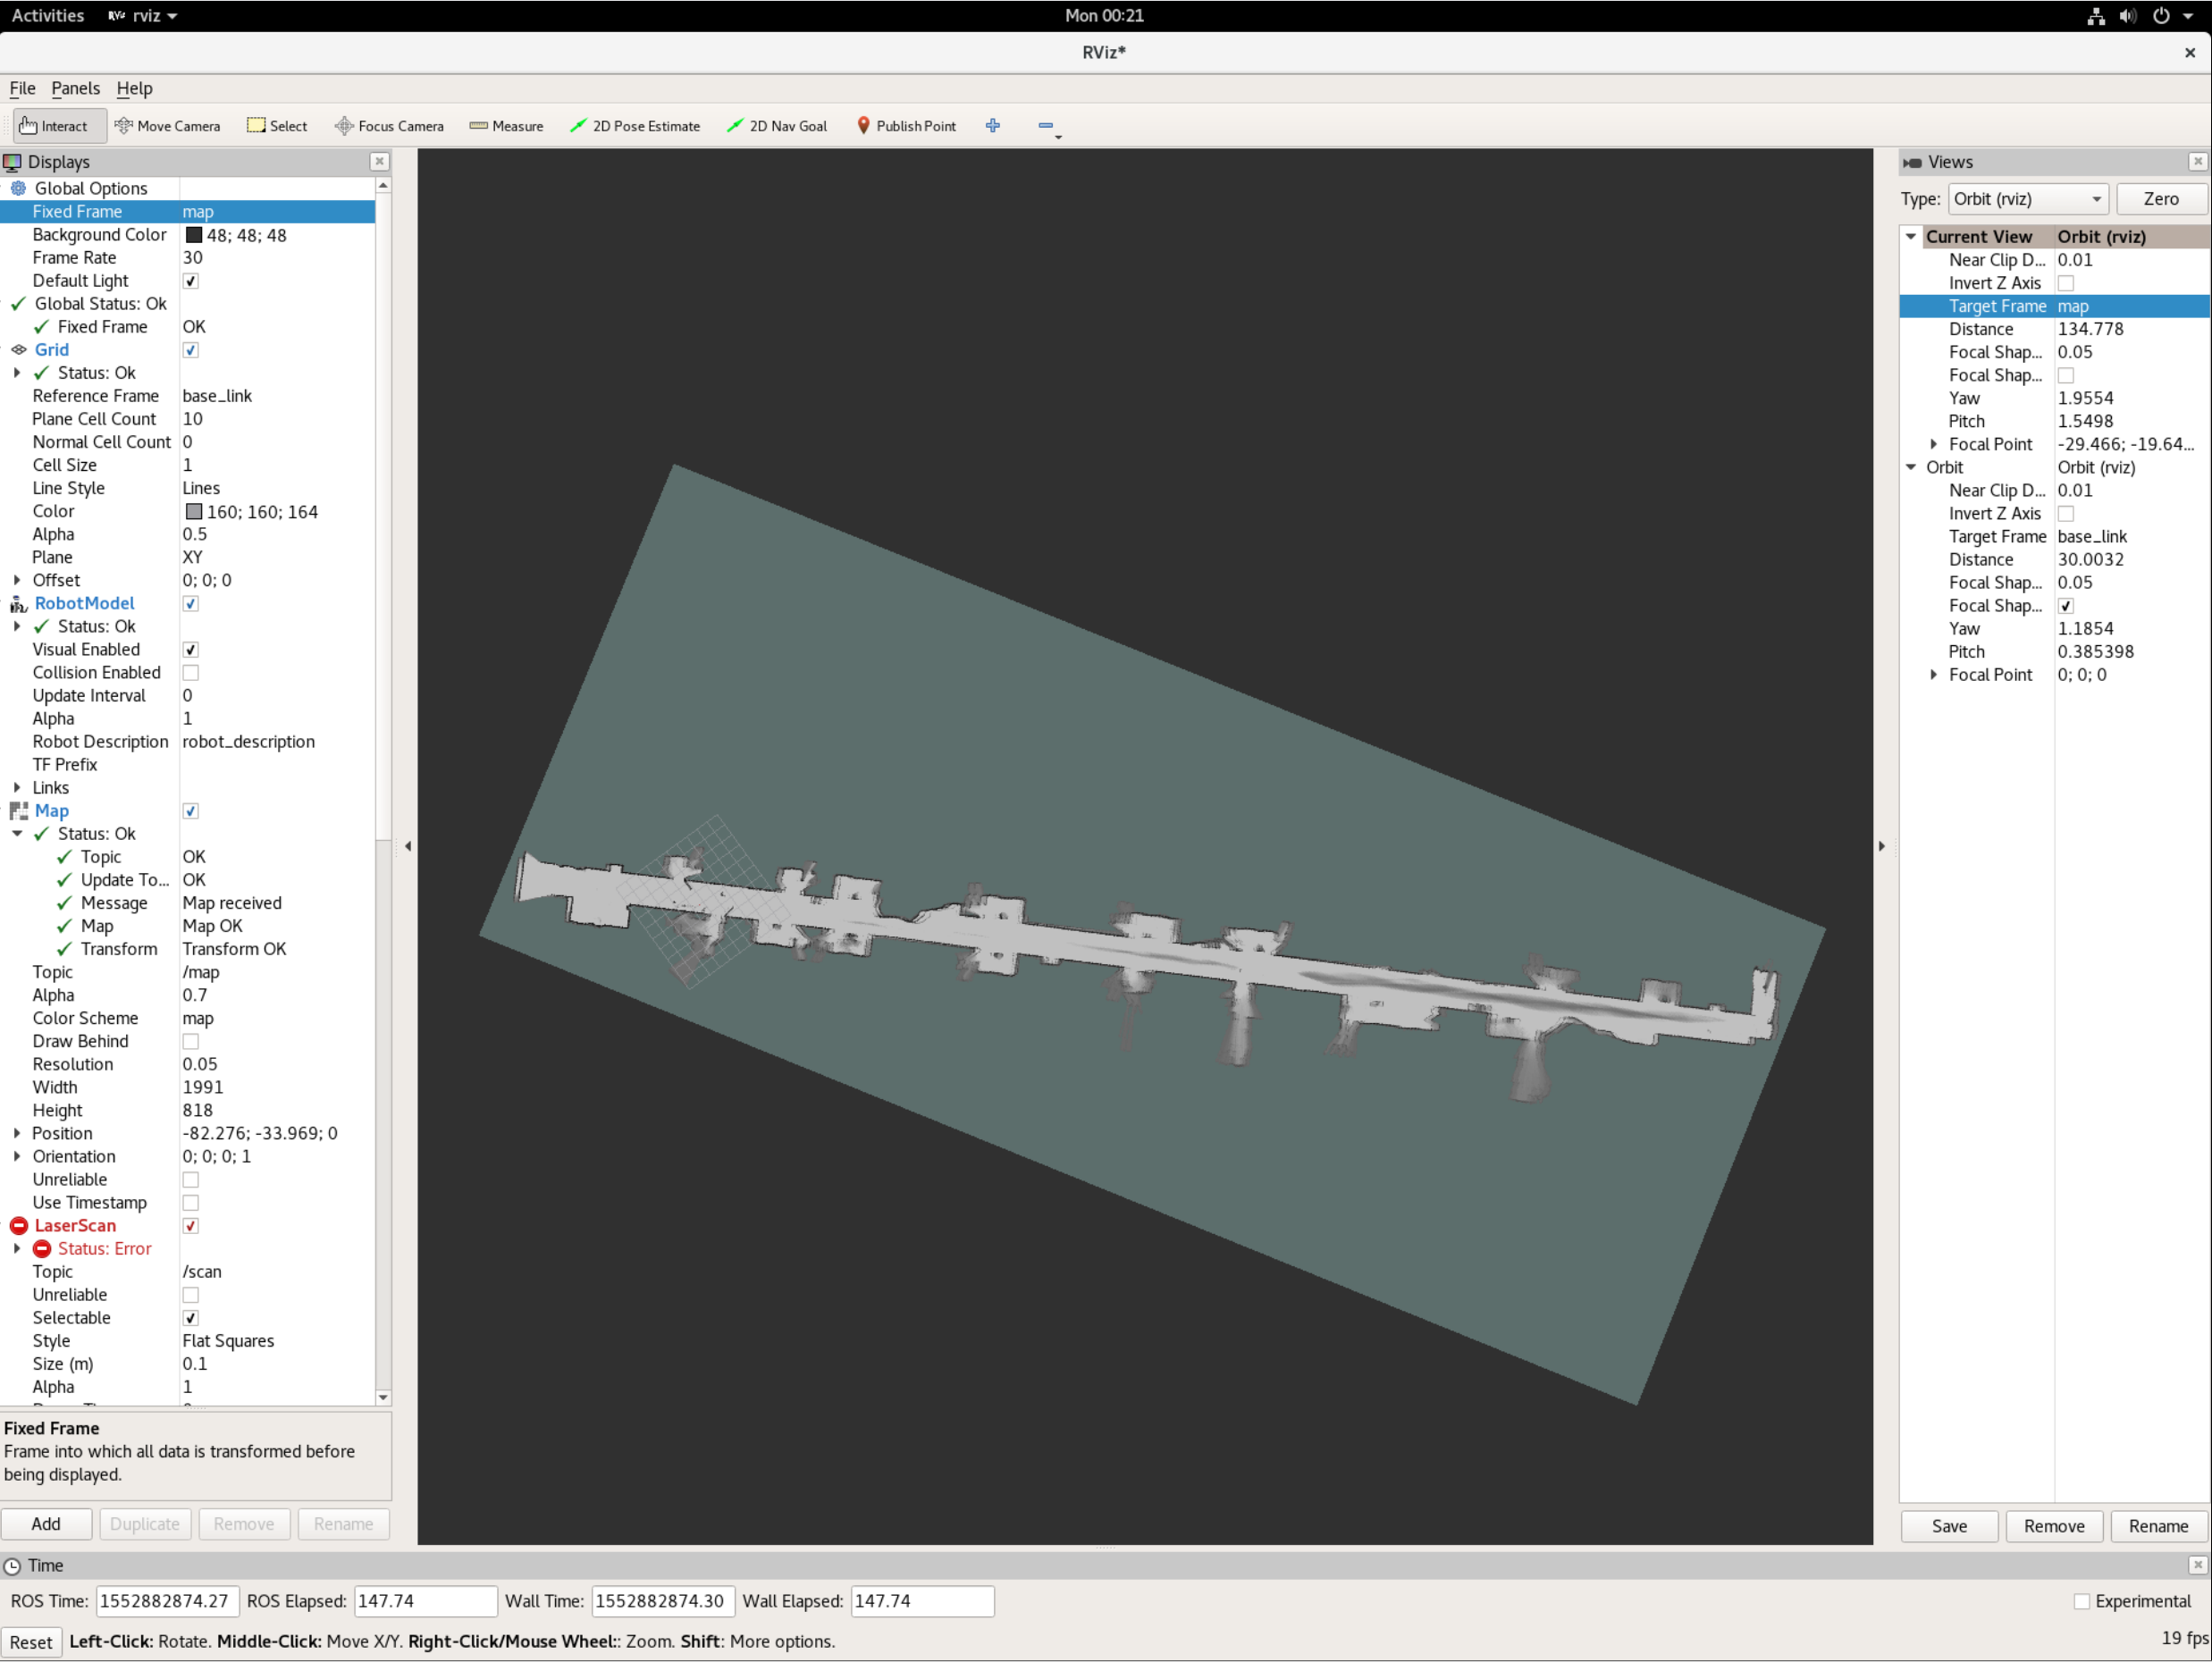 Activities RViz rviz Mon 00:21
RViz*
File Panels Help
Interact Move Camera Select Focus Camera Measure 2D Pose Estimate 2D Nav Goal Publish Point
Displays
Global Options
Fixed Frame map
Background Color 48; 48; 48
Frame Rate 30
Default Light
Global Status: Ok
Fixed Frame OK
Grid
Status: Ok
Reference Frame base_link
Plane Cell Count 10
Normal Cell Count 0
Cell Size 1
Line Style Lines
Color 160; 160; 164
Alpha 0.5
Plane XY
Offset 0; 0; 0
RobotModel
Status: Ok
Visual Enabled
Collision Enabled
Update Interval 0
Alpha 1
Robot Description robot_description
TF Prefix
Links
Map
Status: Ok
Topic OK
Update To... OK
Message Map received
Map Map OK
Transform Transform OK
Topic /map
Alpha 0.7
Color Scheme map
Draw Behind
Resolution 0.05
Width 1991
Height 818
Position -82.276; -33.969; 0
Orientation 0; 0; 0; 1
Unreliable
Use Timestamp
LaserScan
Status: Error
Topic /scan
Unreliable
Selectable
Style Flat Squares
Size (m) 0.1
Alpha 1
Fixed Frame
Frame into which all data is transformed before
being displayed.
Add Duplicate Remove Rename
Views
Type: Orbit (rviz) Zero
Current View Orbit (rviz)
Near Clip D... 0.01
Invert Z Axis
Target Frame map
Distance 134.778
Focal Shap... 0.05
Focal Shap...
Yaw 1.9554
Pitch 1.5498
Focal Point -29.466; -19.64...
Orbit Orbit (rviz)
Near Clip D... 0.01
Invert Z Axis
Target Frame base_link
Distance 30.0032
Focal Shap... 0.05
Focal Shap...
Yaw 1.1854
Pitch 0.385398
Focal Point 0; 0; 0
Save Remove Rename
Time
ROS Time: 1552882874.27 ROS Elapsed: 147.74 Wall Time: 1552882874.30 Wall Elapsed: 147.74 Experimental
Reset Left-Click: Rotate. Middle-Click: Move X/Y. Right-Click/Mouse Wheel:: Zoom. Shift: More options. 19 fps